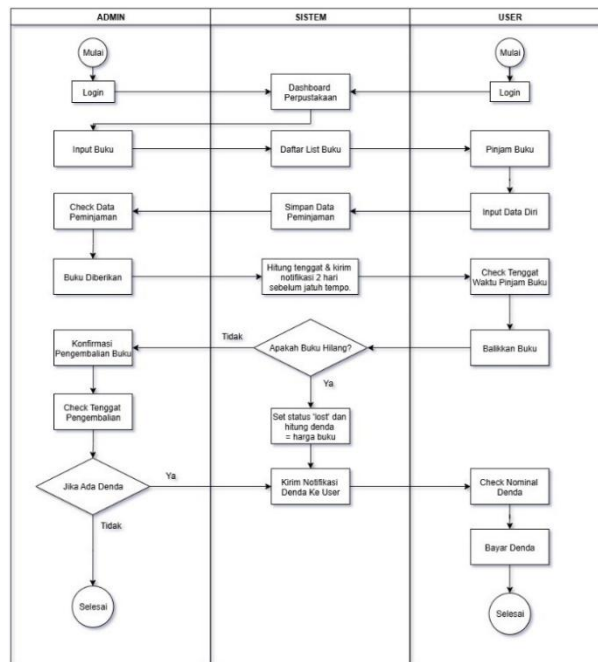 ADMIN
SISTEM
USER
Mulai
Mulai
Login
Dashboard
Perpustakaan
Login
Input Buku
Daftar List Buku
Pinjam Buku
Check Data
Peminjaman
Simpan Data
Peminjaman
Input Data Diri
Buku Diberikan
Hitung tenggat & kirim
notifikasi 2 hari
sebelum jatuh tempo.
Check Tenggat
Waktu Pinjam Buku
Konfirmasi
Pengembalian Buku
Tidak
Apakah Buku Hilang?
Balikkan Buku
Ya
Check Tenggat
Pengembalian
Set status 'lost' dan
hitung denda
= harga buku
Jika Ada Denda
Ya
Kirim Notifikasi
Denda Ke User
Check Nominal
Denda
Tidak
Bayar Denda
Selesai
Selesai